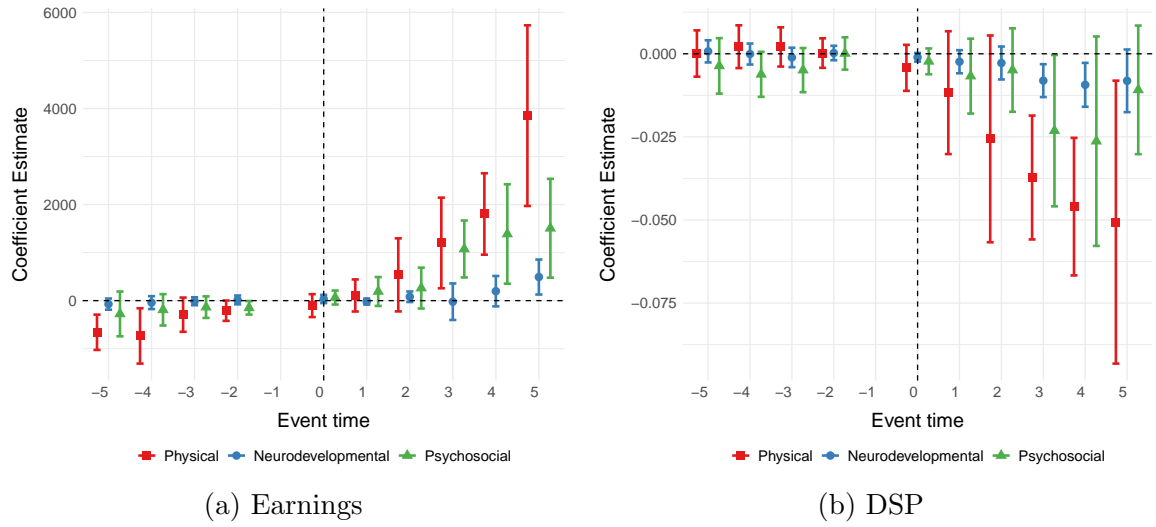 6000
4000
2000
0
Coefficient Estimate
−5 −4 −3 −2 0 1 2 3 4 5
Event time
Physical Neurodevelopmental Psychosocial
(a) Earnings
0.000
−0.025
−0.050
−0.075
Coefficient Estimate
−5 −4 −3 −2 0 1 2 3 4 5
Event time
Physical Neurodevelopmental Psychosocial
(b) DSP